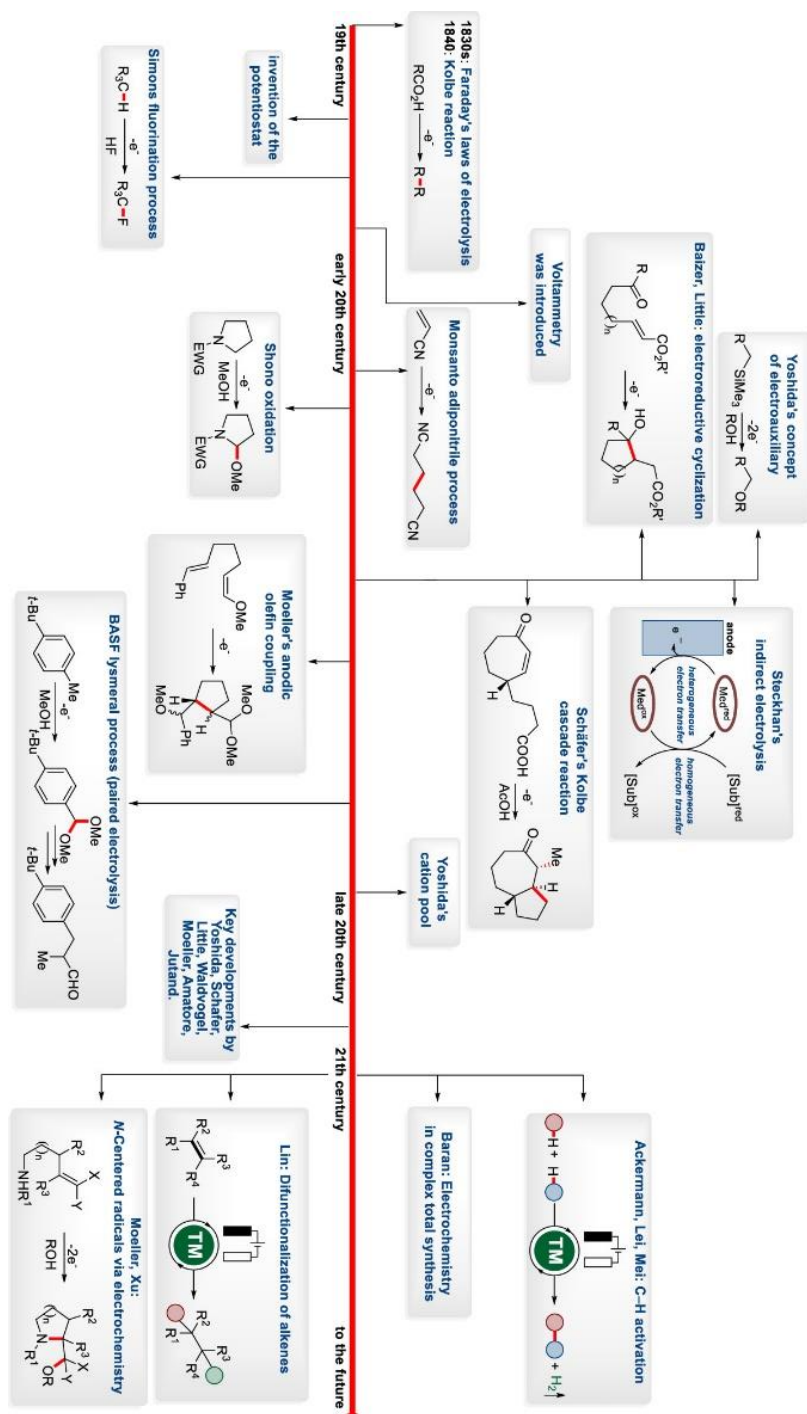 19th century
early 20th century
late 20th century
21th century
to the future
1830s: Faraday's laws of electrolysis
1840: Kolbe reaction
RCO₂H
-e⁻
R–R
invention of the
potentiostat
R₃C–H
-e⁻
HF
R₃C–F
Simons fluorination process
Voltammetry
was introduced
Monsanto adiponitrile process
CN
-e⁻
NC
CN
N
EWG
-e⁻
MeOH
N
EWG
OMe
Shono oxidation
Yoshida's concept
of electroauxiliary
R
SiMe₃
-2e⁻
ROH
R
OR
Baizer, Little: electroreductive cyclization
R
O
( )n
CO₂R'
-e⁻
HO
R
( )n
CO₂R'
Steckhan's
indirect electrolysis
anode
e⁻
heterogeneous
electron transfer
Medʳᵉᵈ
Medᵒˣ
homogeneous
electron transfer
[Sub]ʳᵉᵈ
[Sub]ᵒˣ
Schäfer's Kolbe
cascade reaction
O
H
COOH
-e⁻
AcOH
O
Me
H
H
Moeller's anodic
olefin coupling
OMe
Ph
-e⁻
MeO
OMe
H
H
MeO
Ph
BASF lysmeral process (paired electrolysis)
t-Bu
Me
-e⁻
MeOH
t-Bu
OMe
OMe
t-Bu
Me
CHO
Yoshida's
cation pool
Key developments by
Yoshida, Schafer,
Little, Waldvogel,
Moeller, Amatore,
Jutand.
Ackermann, Lei, Mei: C–H activation
H + H
TM
+ H₂
Baran: Electrochemistry
in complex total synthesis
Lin: Difunctionalization of alkenes
R²
R¹
R³
R⁴
TM
R²
R¹
R³
R⁴
Moeller, Xu:
N-Centered radicals via electrochemistry
R²
X
( )n
R³
Y
NHR¹
-2e⁻
ROH
R²
( )n
R³
X
N
Y
R¹
OR